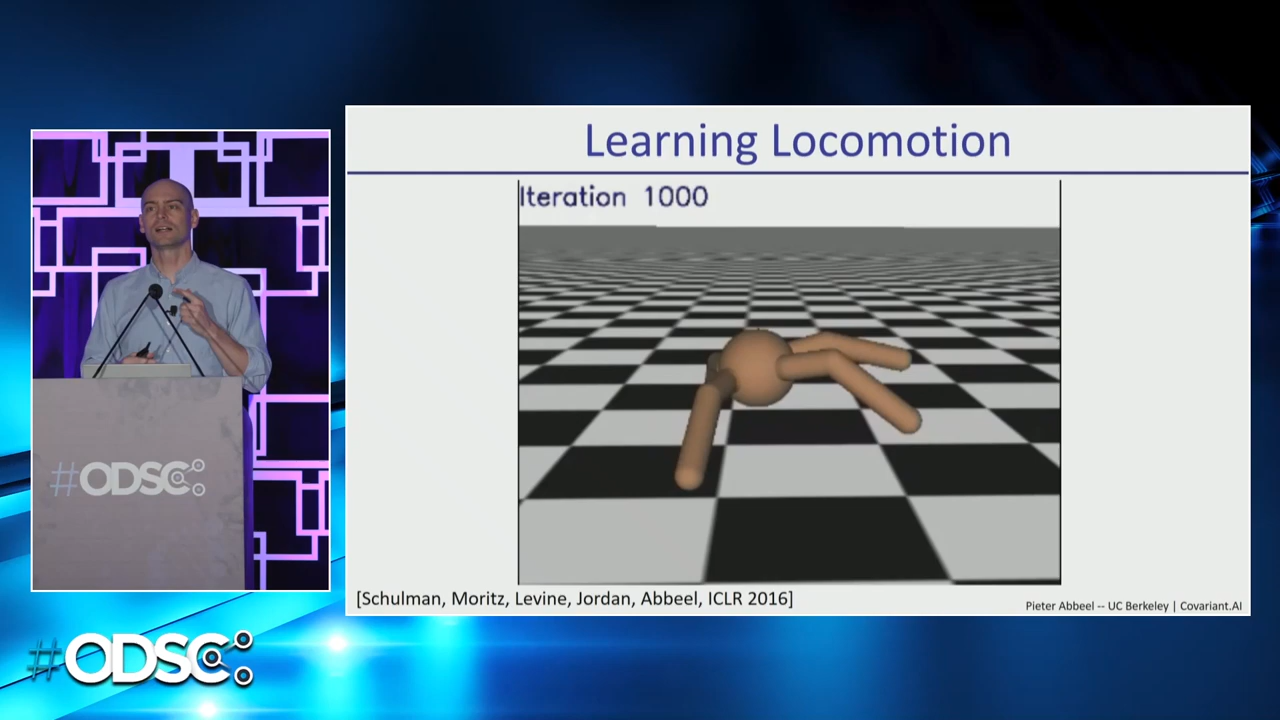 Learning Locomotion
Iteration 1000
[Schulman, Moritz, Levine, Jordan, Abbeel, ICLR 2016]
Pieter Abbeel -- UC Berkeley | Covariant.AI
#ODSC
#ODSC